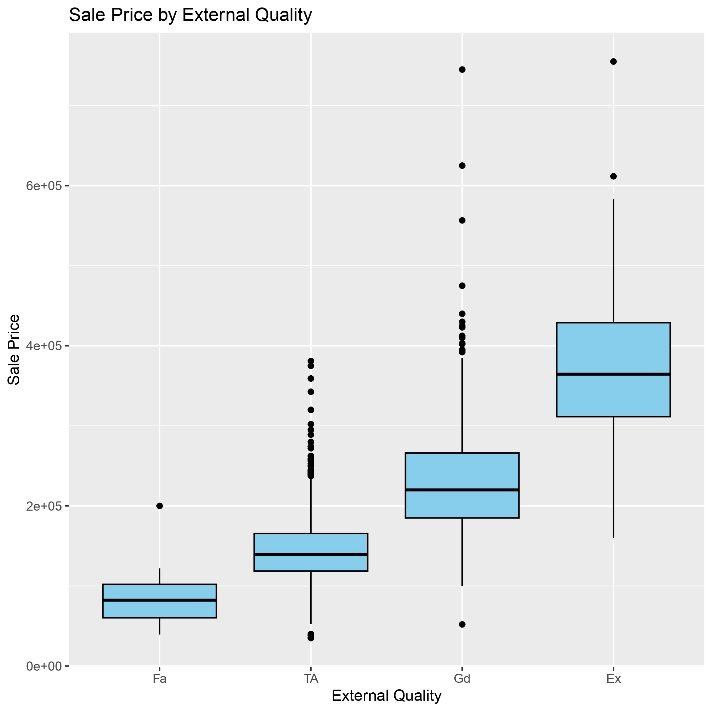 Sale Price by External Quality
Sale Price
6e+05
4e+05
2e+05
0e+00
Fa TA Gd Ex
External Quality